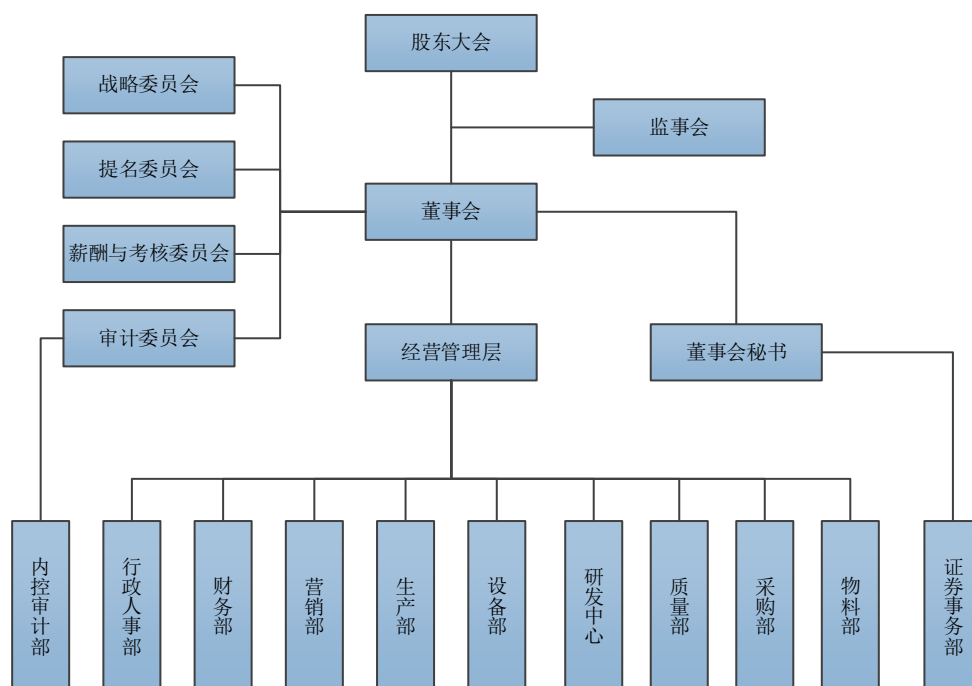 股东大会
战略委员会
监事会
提名委员会
董事会
薪酬与考核委员会
审计委员会
经营管理层
董事会秘书
内控审计部
行政人事部
财务部
营销部
生产部
设备部
研发中心
质量部
采购部
物料部
证券事务部